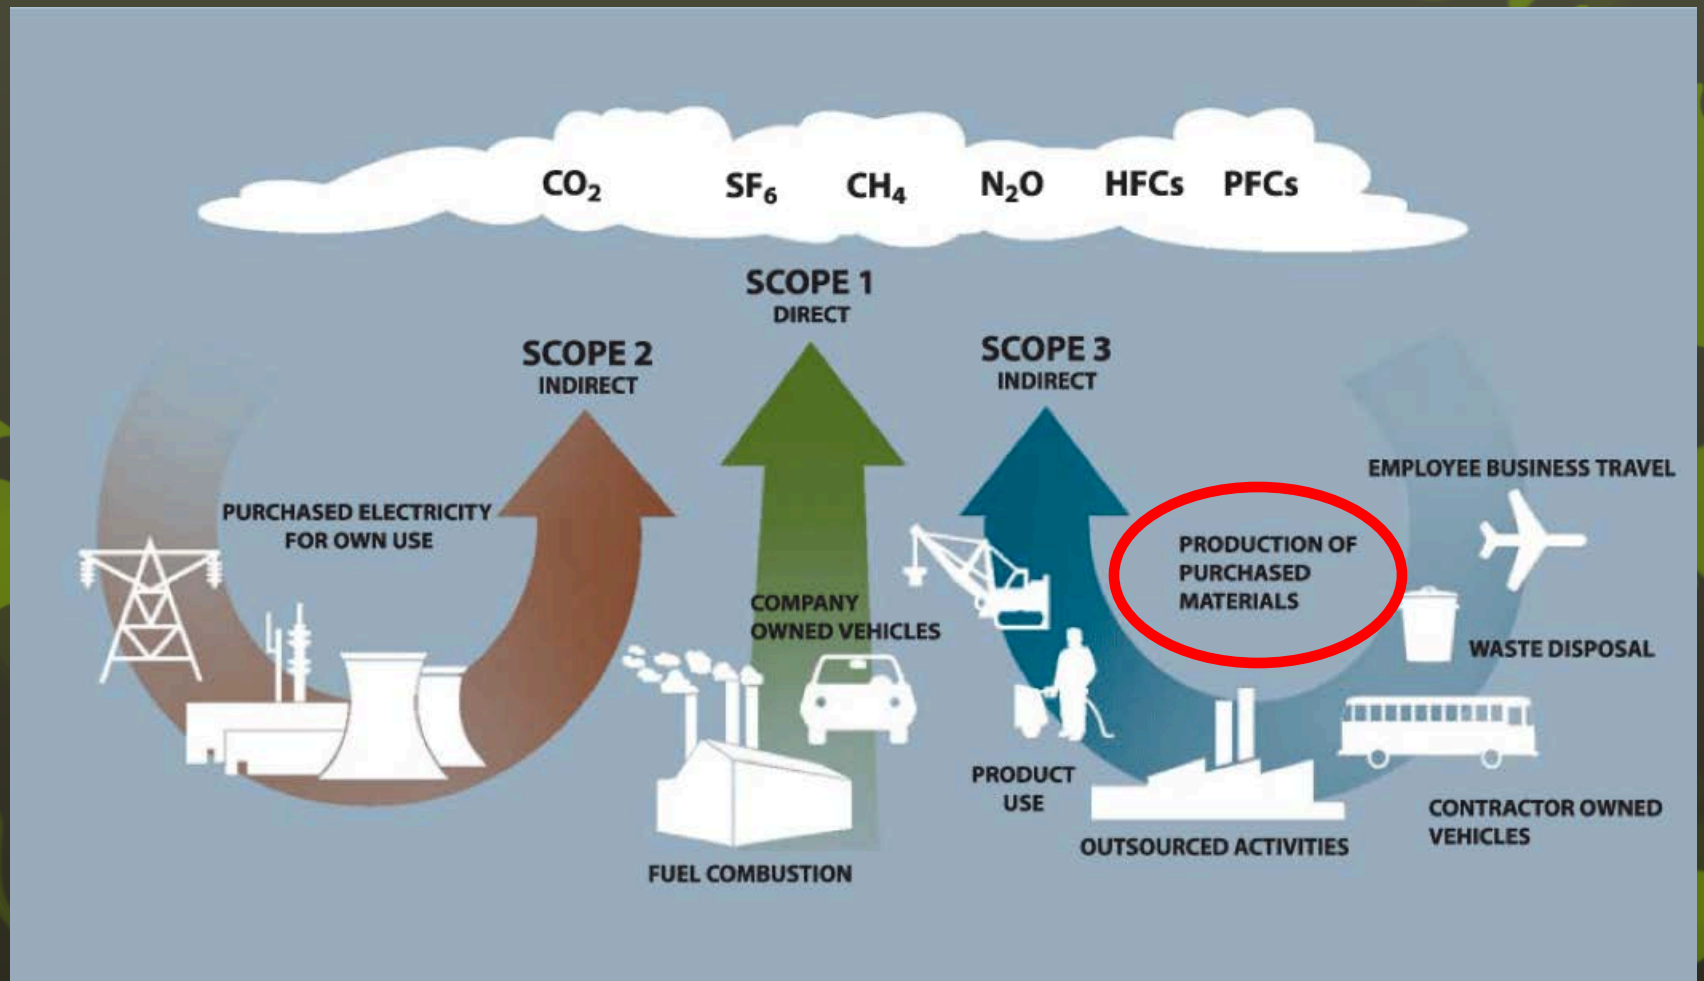 CO₂ SF₆ CH₄ N₂O HFCs PFCs
SCOPE 1
DIRECT
SCOPE 2
INDIRECT
SCOPE 3
INDIRECT
PURCHASED ELECTRICITY
FOR OWN USE
COMPANY
OWNED VEHICLES
FUEL COMBUSTION
PRODUCTION OF
PURCHASED
MATERIALS
EMPLOYEE BUSINESS TRAVEL
WASTE DISPOSAL
PRODUCT
USE
OUTSOURCED ACTIVITIES
CONTRACTOR OWNED
VEHICLES